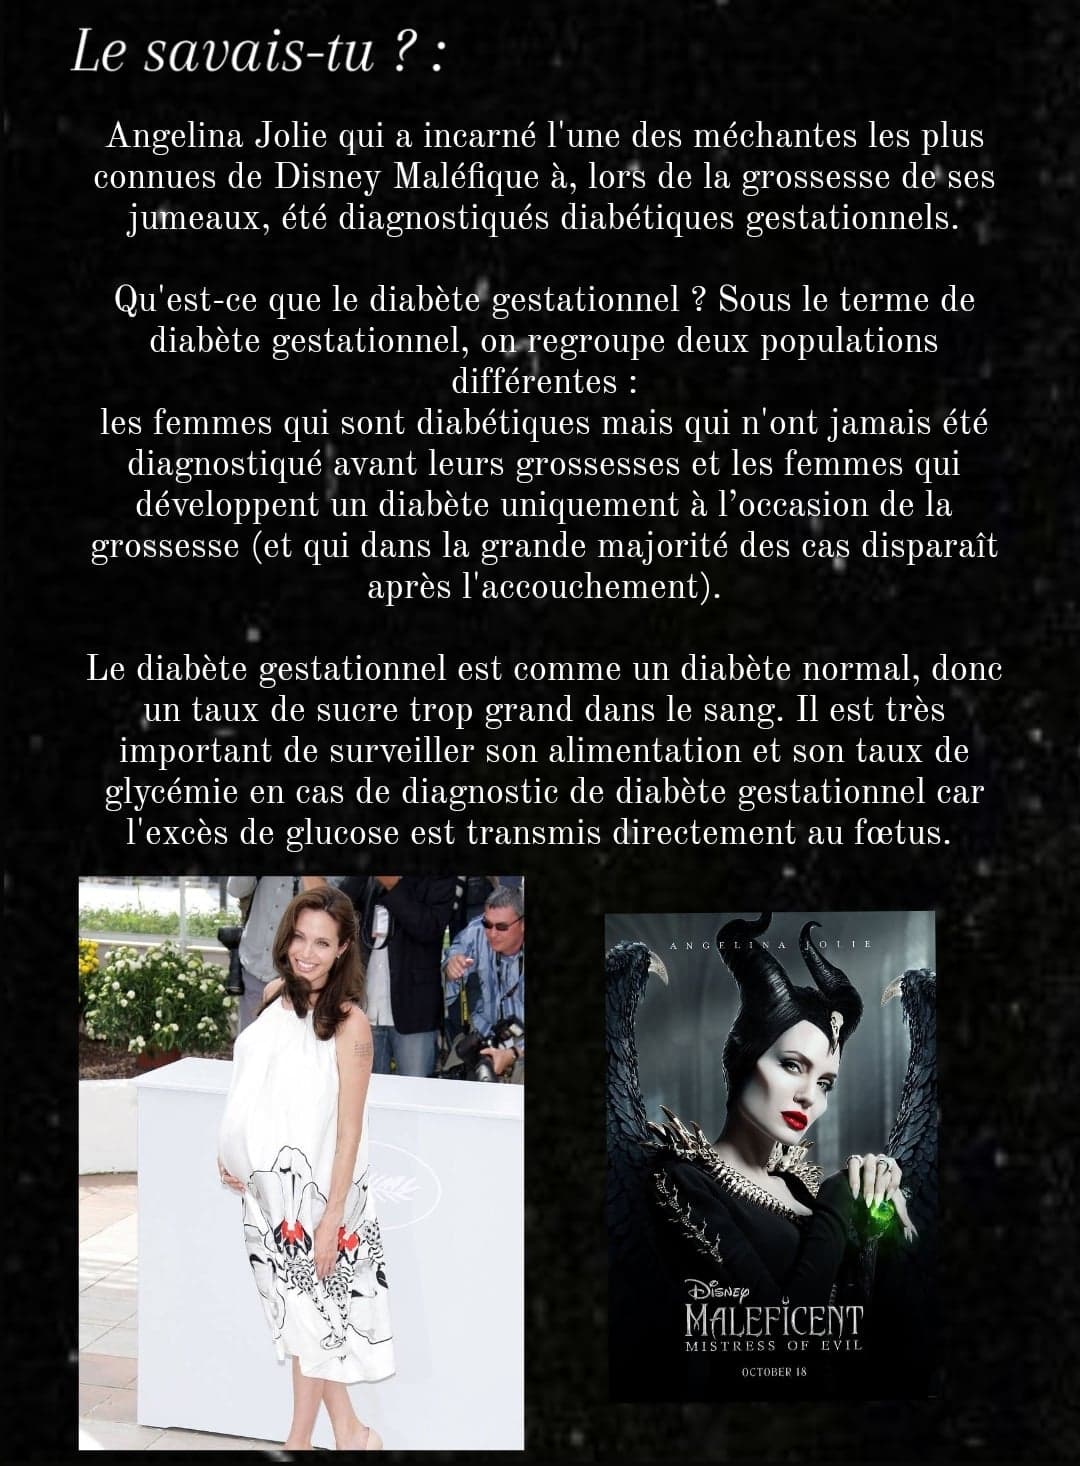 Le savais-tu ? :
Angelina Jolie qui a incarné l'une des méchantes les plus
connues de Disney Maléfique à, lors de la grossesse de ses
jumeaux, été diagnostiqués diabétiques gestationnels.
Qu'est-ce que le diabète gestationnel ? Sous le terme de
diabète gestationnel, on regroupe deux populations
différentes :
les femmes qui sont diabétiques mais qui n'ont jamais été
diagnostiqué avant leurs grossesses et les femmes qui
développent un diabète uniquement à l’occasion de la
grossesse (et qui dans la grande majorité des cas disparaît
après l'accouchement).
Le diabète gestationnel est comme un diabète normal, donc
un taux de sucre trop grand dans le sang. Il est très
important de surveiller son alimentation et son taux de
glycémie en cas de diagnostic de diabète gestationnel car
l'excès de glucose est transmis directement au fœtus.
ANGELINA JOLIE
DISNEY
MALEFICENT
MISTRESS OF EVIL
OCTOBER 18